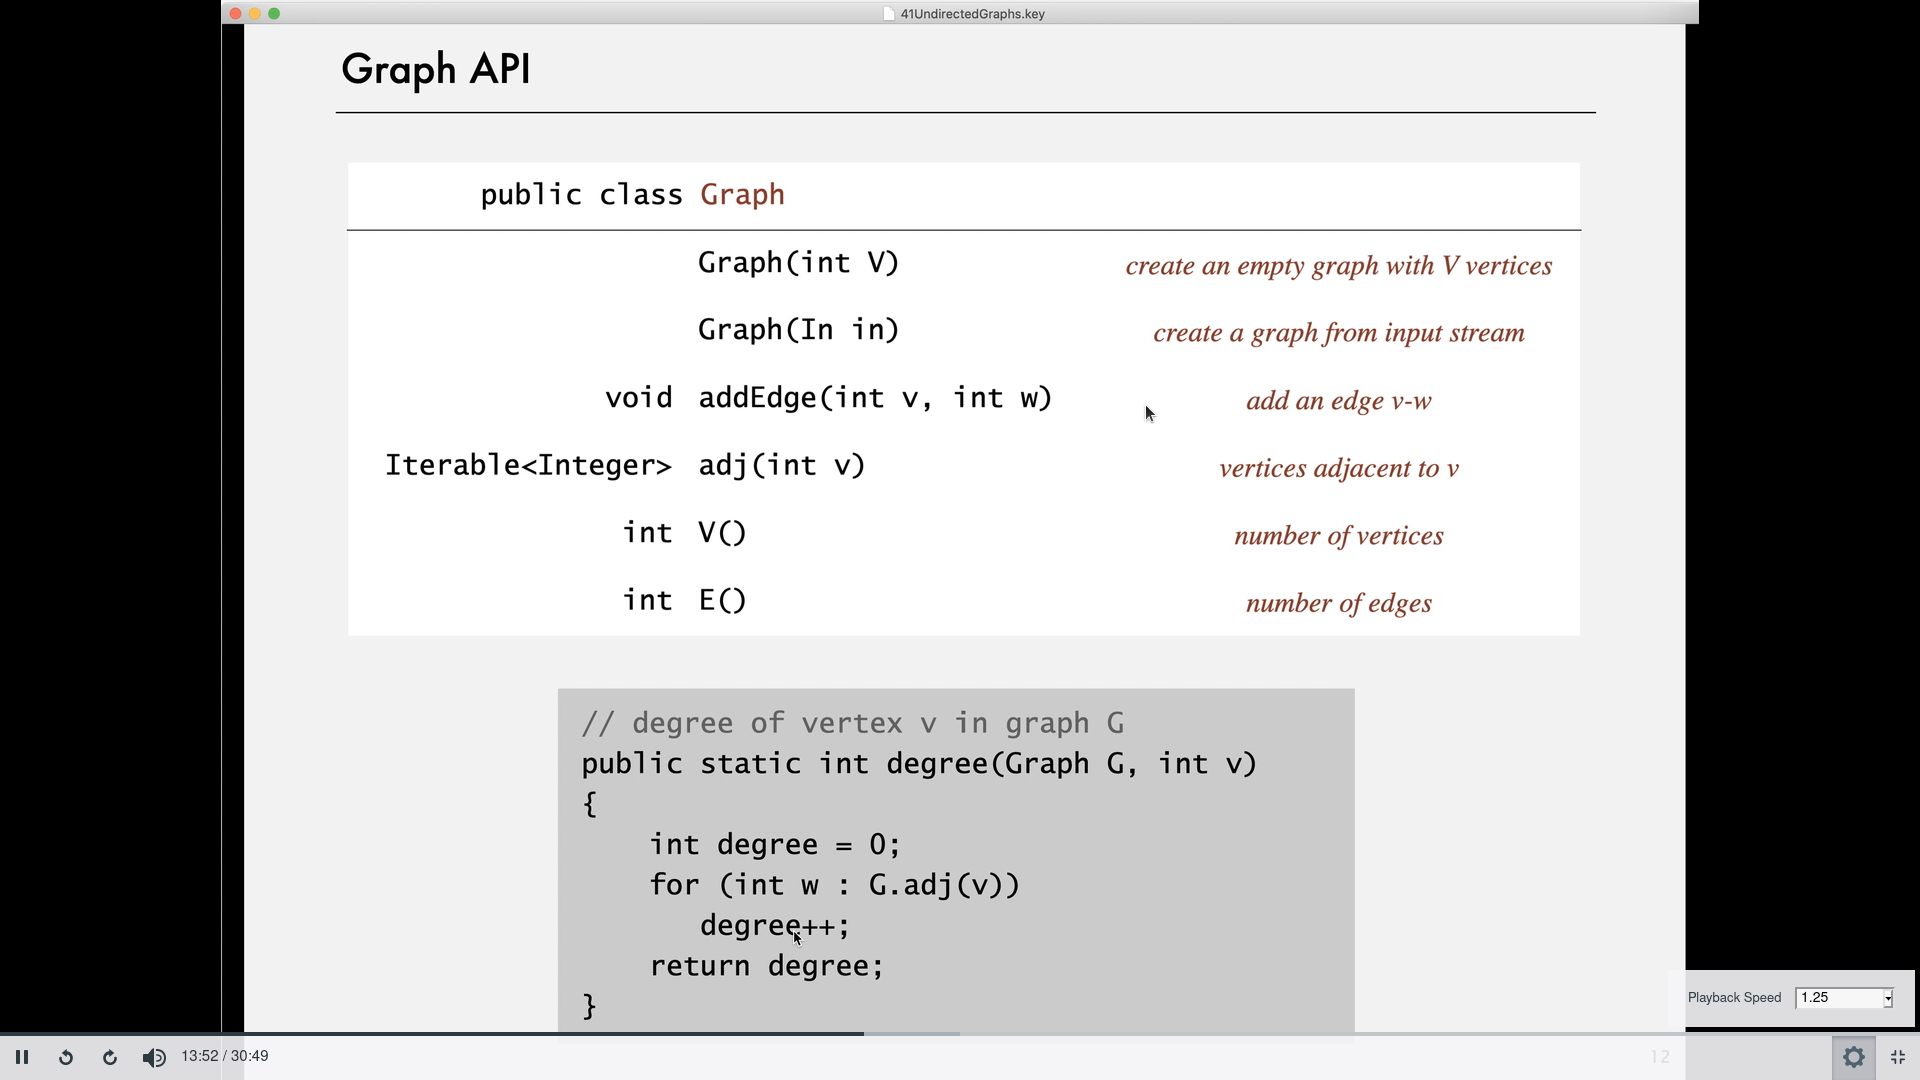 41UndirectedGraphs.key
Graph API
public class Graph
Graph(int V) create an empty graph with V vertices
Graph(In in) create a graph from input stream
void addEdge(int v, int w) add an edge v-w
Iterable<Integer> adj(int v) vertices adjacent to v
int V() number of vertices
int E() number of edges
// degree of vertex v in graph G
public static int degree(Graph G, int v)
{
int degree = 0;
for (int w : G.adj(v))
degree++;
return degree;
}
Playback Speed 1.25
13:52 / 30:49
12